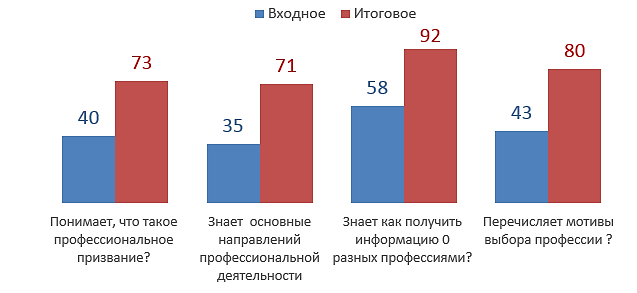 Входное Итоговое
73
40
71
35
92
58
80
43
Понимает, что такое
профессиональное
призвание?
Знает основные
направлений
профессиональной
деятельности
Знает как получить
информацию 0
разных профессиями?
Перечисляет мотивы
выбора профессии ?